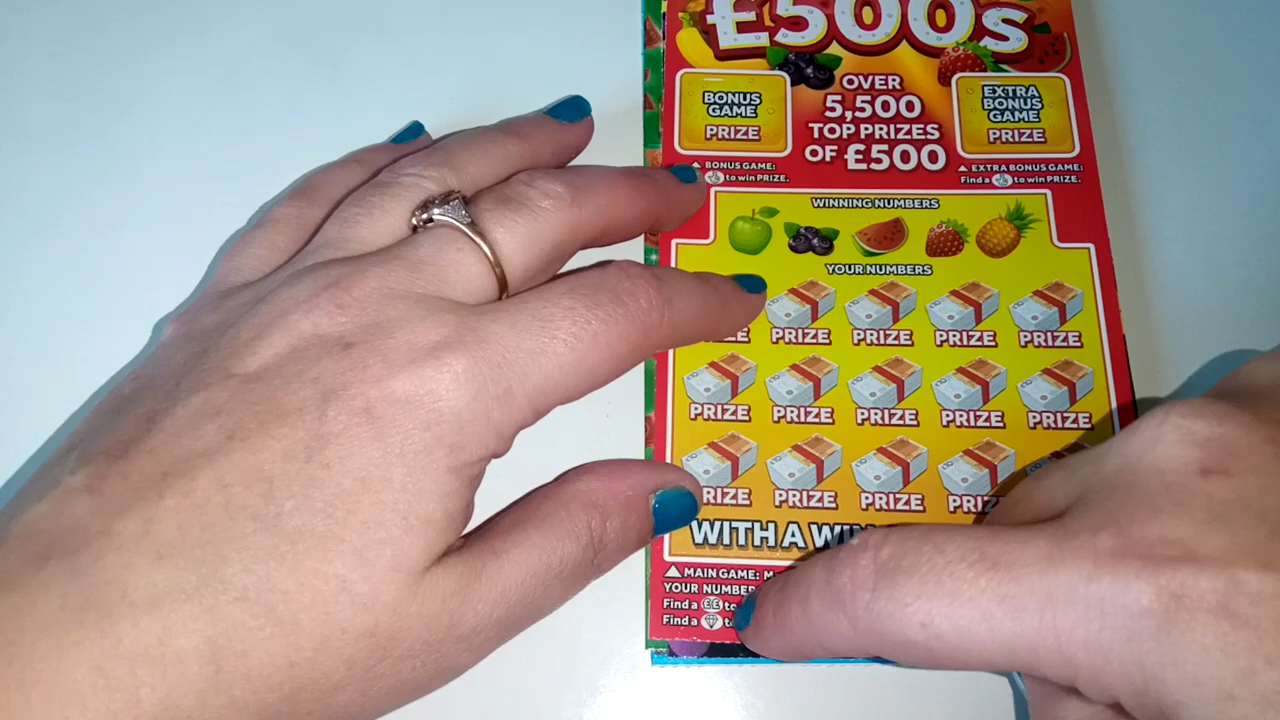 £500s
BONUS GAME PRIZE
OVER
5,500
TOP PRIZES
OF £500
EXTRA BONUS GAME PRIZE
BONUS GAME:
to win PRIZE.
EXTRA BONUS GAME:
Find a to win PRIZE.
WINNING NUMBERS
YOUR NUMBERS
PRIZE PRIZE PRIZE PRIZE
PRIZE PRIZE PRIZE PRIZE PRIZE
PRIZE PRIZE PRIZE
WITH A
MAIN GAME:
YOUR
Find a ££ to
Find a